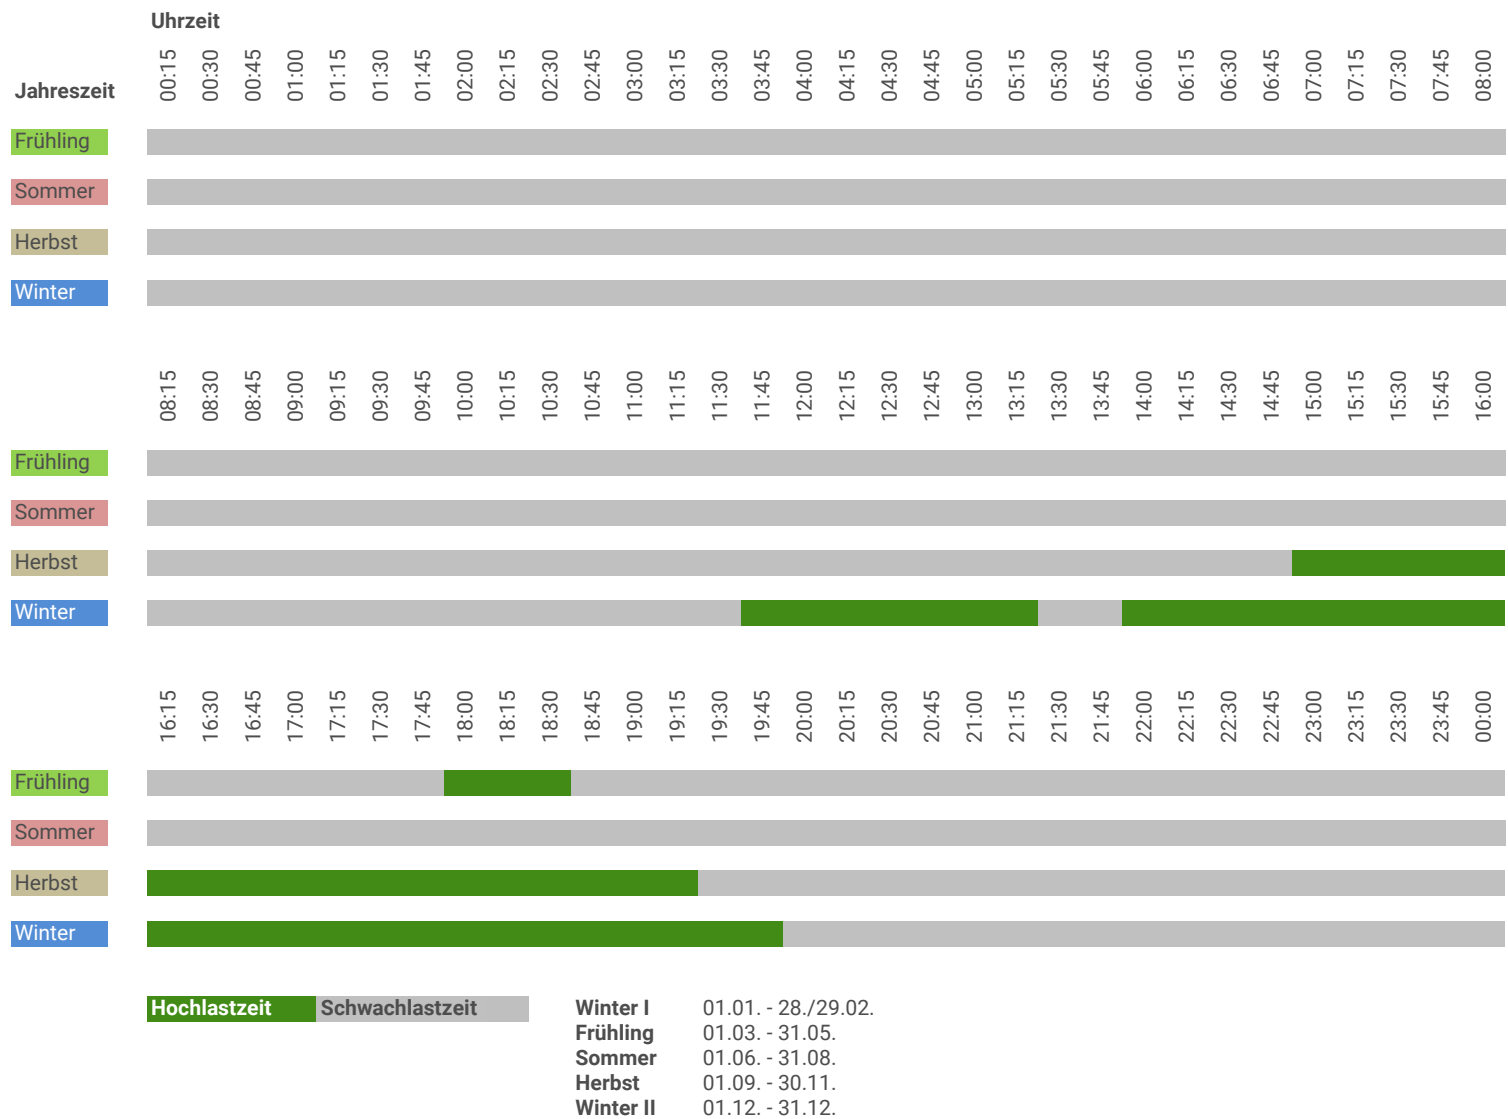 Uhrzeit
Jahreszeit 00:15 00:30 00:45 01:00 01:15 01:30 01:45 02:00 02:15 02:30 02:45 03:00 03:15 03:30 03:45 04:00 04:15 04:30 04:45 05:00 05:15 05:30 05:45 06:00 06:15 06:30 06:45 07:00 07:15 07:30 07:45 08:00
Frühling
Sommer
Herbst
Winter
08:15 08:30 08:45 09:00 09:15 09:30 09:45 10:00 10:15 10:30 10:45 11:00 11:15 11:30 11:45 12:00 12:15 12:30 12:45 13:00 13:15 13:30 13:45 14:00 14:15 14:30 14:45 15:00 15:15 15:30 15:45 16:00
Frühling
Sommer
Herbst
Winter
16:15 16:30 16:45 17:00 17:15 17:30 17:45 18:00 18:15 18:30 18:45 19:00 19:15 19:30 19:45 20:00 20:15 20:30 20:45 21:00 21:15 21:30 21:45 22:00 22:15 22:30 22:45 23:00 23:15 23:30 23:45 00:00
Frühling
Sommer
Herbst
Winter
Hochlastzeit Schwachlastzeit Winter I 01.01. - 28./29.02.
Frühling 01.03. - 31.05.
Sommer 01.06. - 31.08.
Herbst 01.09. - 30.11.
Winter II 01.12. - 31.12.